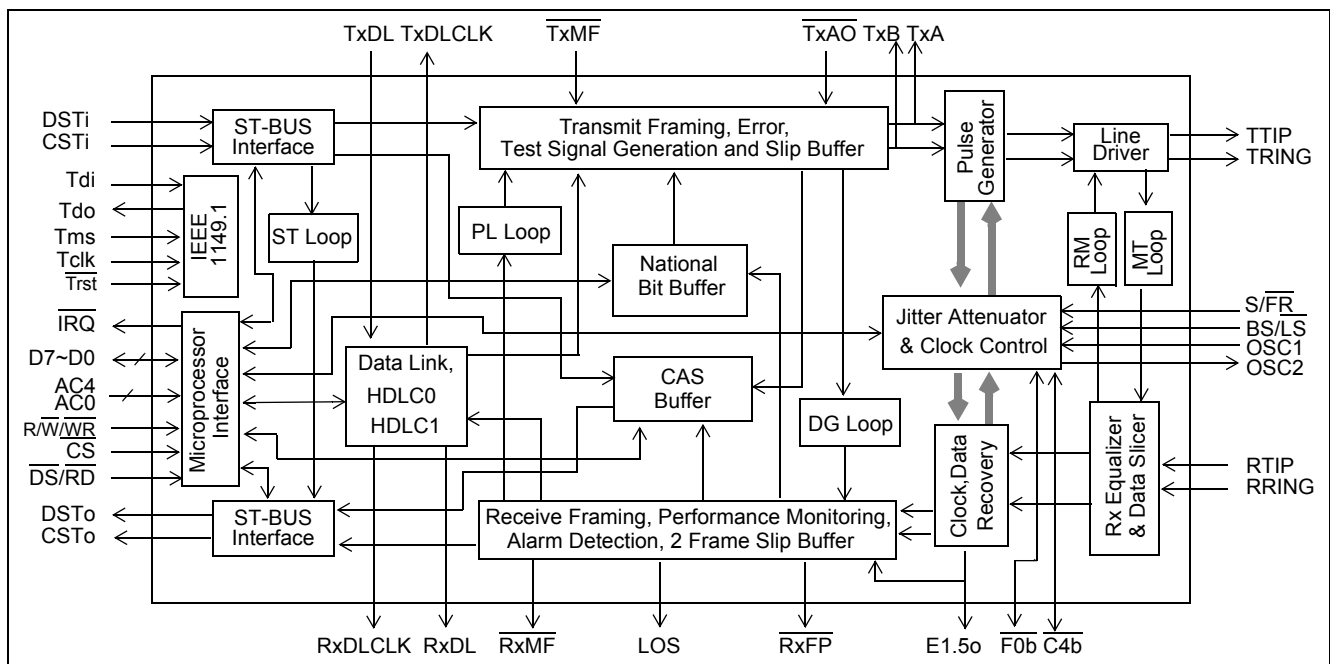 TxDL TxDLCLK TxMF TxAO TxB TxA
DSTi
CSTi
ST-BUS
Interface
Transmit Framing, Error,
Test Signal Generation and Slip Buffer
Pulse
Generator
Line
Driver
TTIP
TRING
Tdi
Tdo
Tms
Tclk
Trst
IEEE
1149.1
ST Loop
PL Loop
National
Bit Buffer
RM
Loop
MT
Loop
IRQ
D7~D0
AC4
AC0
R/W/WR
CS
DS/RD
Microprocessor
Interface
Data Link,
HDLC0
HDLC1
CAS
Buffer
DG Loop
Jitter Attenuator
& Clock Control
S/FR
BS/LS
OSC1
OSC2
Clock,Data
Recovery
Rx Equalizer
& Data Slicer
RTIP
RRING
DSTo
CSTo
ST-BUS
Interface
Receive Framing, Performance Monitoring,
Alarm Detection, 2 Frame Slip Buffer
RxDLCLK RxDL RxMF LOS RxFP E1.5o F0b C4b